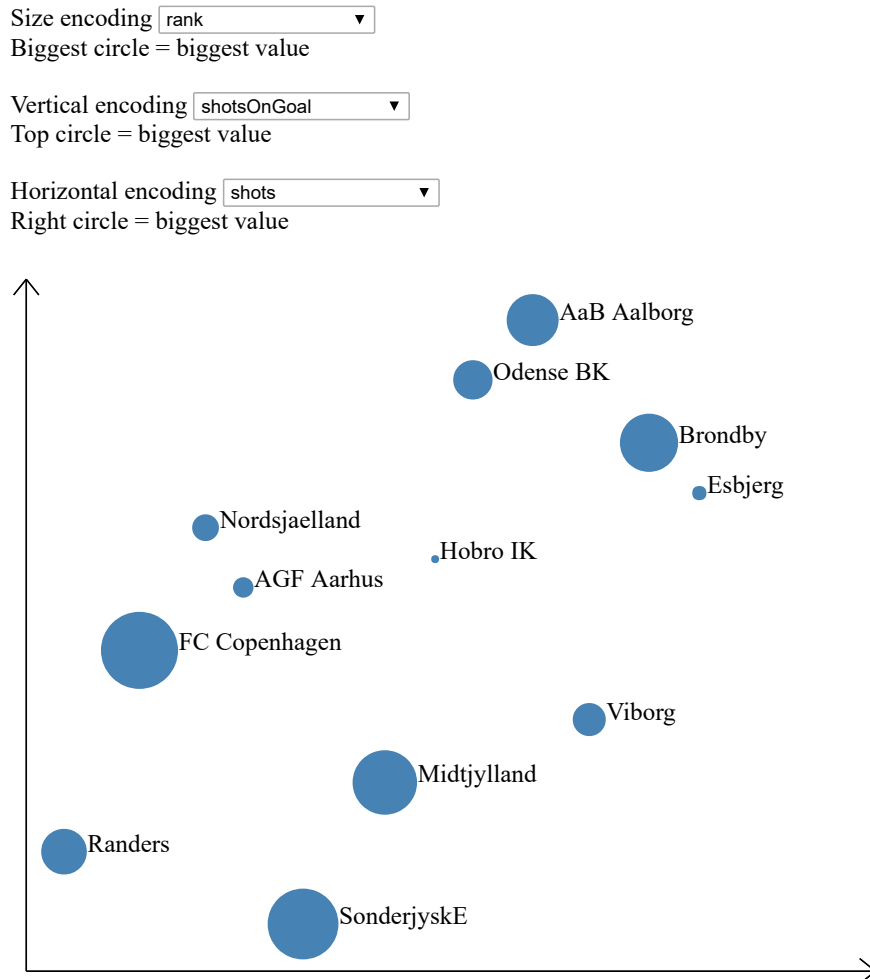 Size encoding rank
Biggest circle = biggest value
Vertical encoding shotsOnGoal
Top circle = biggest value
Horizontal encoding shots
Right circle = biggest value
AaB Aalborg
Odense BK
Brondby
Esbjerg
Nordsjaelland
Hobro IK
AGF Aarhus
FC Copenhagen
Viborg
Midtjylland
Randers
SonderjyskE